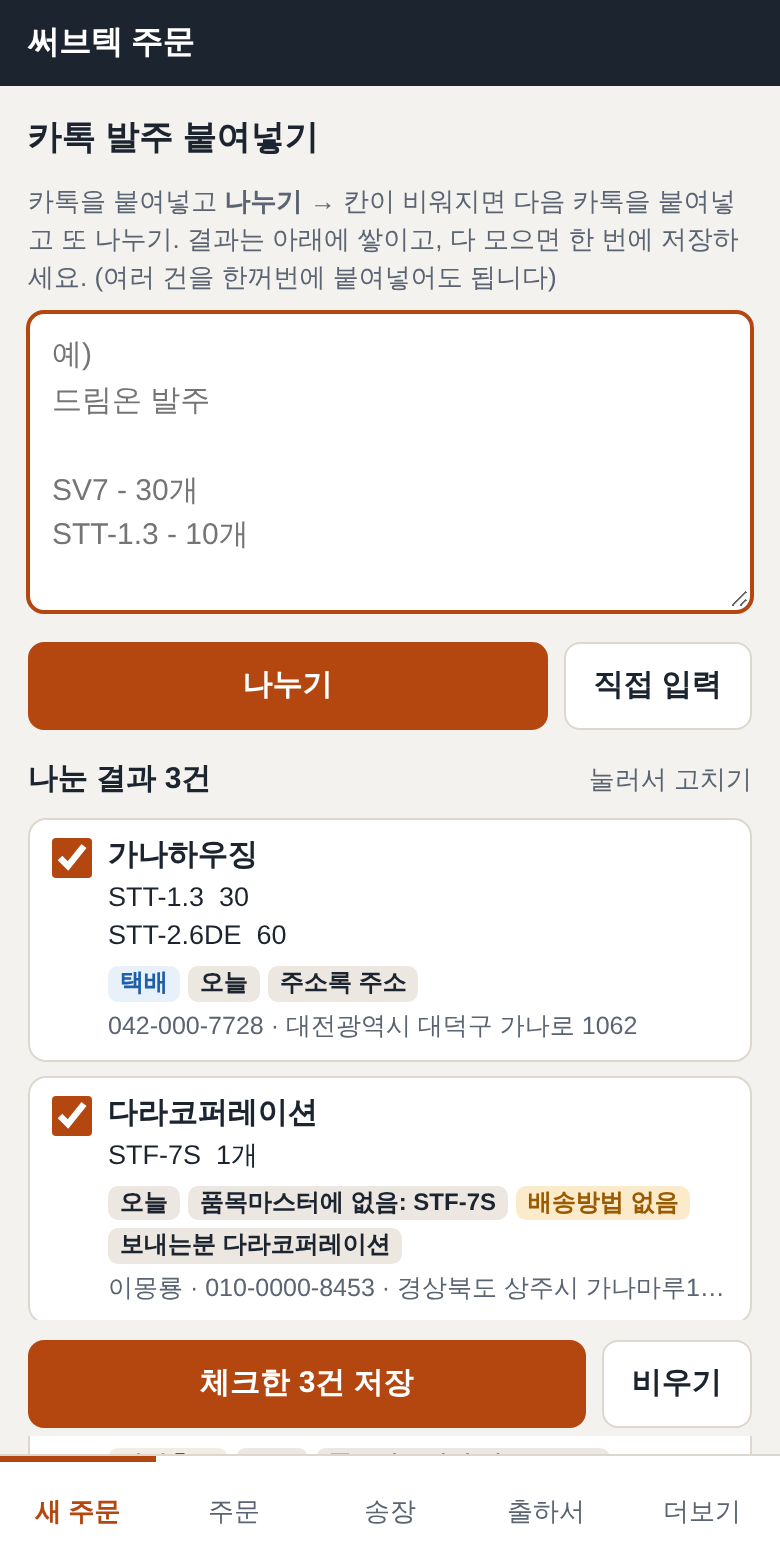 써브텍 주문
카톡 발주 붙여넣기
카톡을 붙여넣고 나누기 → 칸이 비워지면 다음 카톡을 붙여넣
고 또 나누기. 결과는 아래에 쌓이고, 다 모으면 한 번에 저장하
세요. (여러 건을 한꺼번에 붙여넣어도 됩니다)
예)
드림온 발주
SV7 - 30개
STT-1.3 - 10개
나누기
직접 입력
나눈 결과 3건
눌러서 고치기
가나하우징
STT-1.3  30
STT-2.6DE  60
택배 오늘 주소록 주소
042-000-7728 · 대전광역시 대덕구 가나로 1062
다라코퍼레이션
STF-7S  1개
오늘 품목마스터에 없음: STF-7S 배송방법 없음
보내는분 다라코퍼레이션
이몽룡 · 010-0000-8453 · 경상북도 상주시 가나마루1…
체크한 3건 저장
비우기
새 주문
주문
송장
출하서
더보기